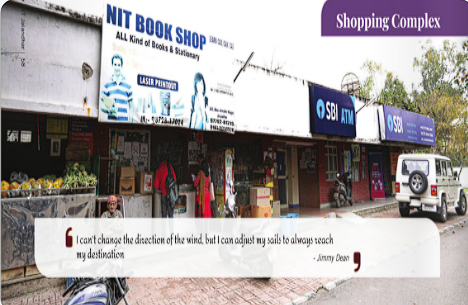 Shopping Complex
NIT BOOK SHOP
ALL Kind of Books & Stationary
LASER PRINTOUT
SBI ATM
SBI
I can't change the direction of the wind, but I can adjust my sails to always reach
my destination
- Jimmy Dean